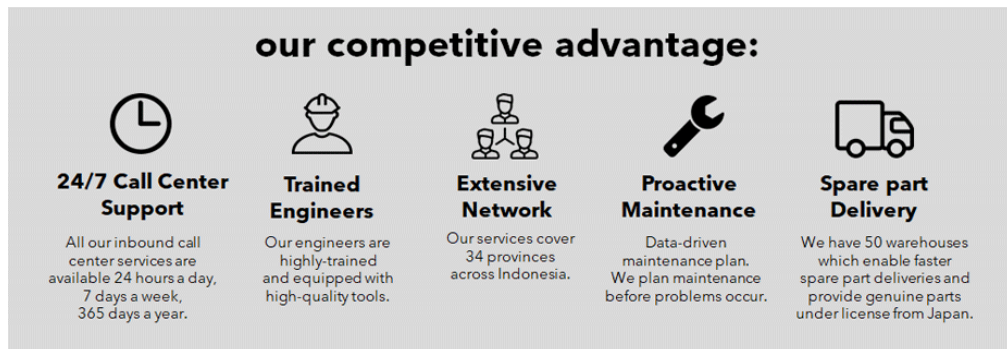 our competitive advantage:
24/7 Call Center
Support
All our inbound call
center services are
available 24 hours a day,
7 days a week,
365 days a year.
Trained
Engineers
Our engineers are
highly-trained
and equipped with
high-quality tools.
Extensive
Network
Our services cover
34 provinces
across Indonesia.
Proactive
Maintenance
Data-driven
maintenance plan.
We plan maintenance
before problems occur.
Spare part
Delivery
We have 50 warehouses
which enable faster
spare part deliveries and
provide genuine parts
under license from Japan.